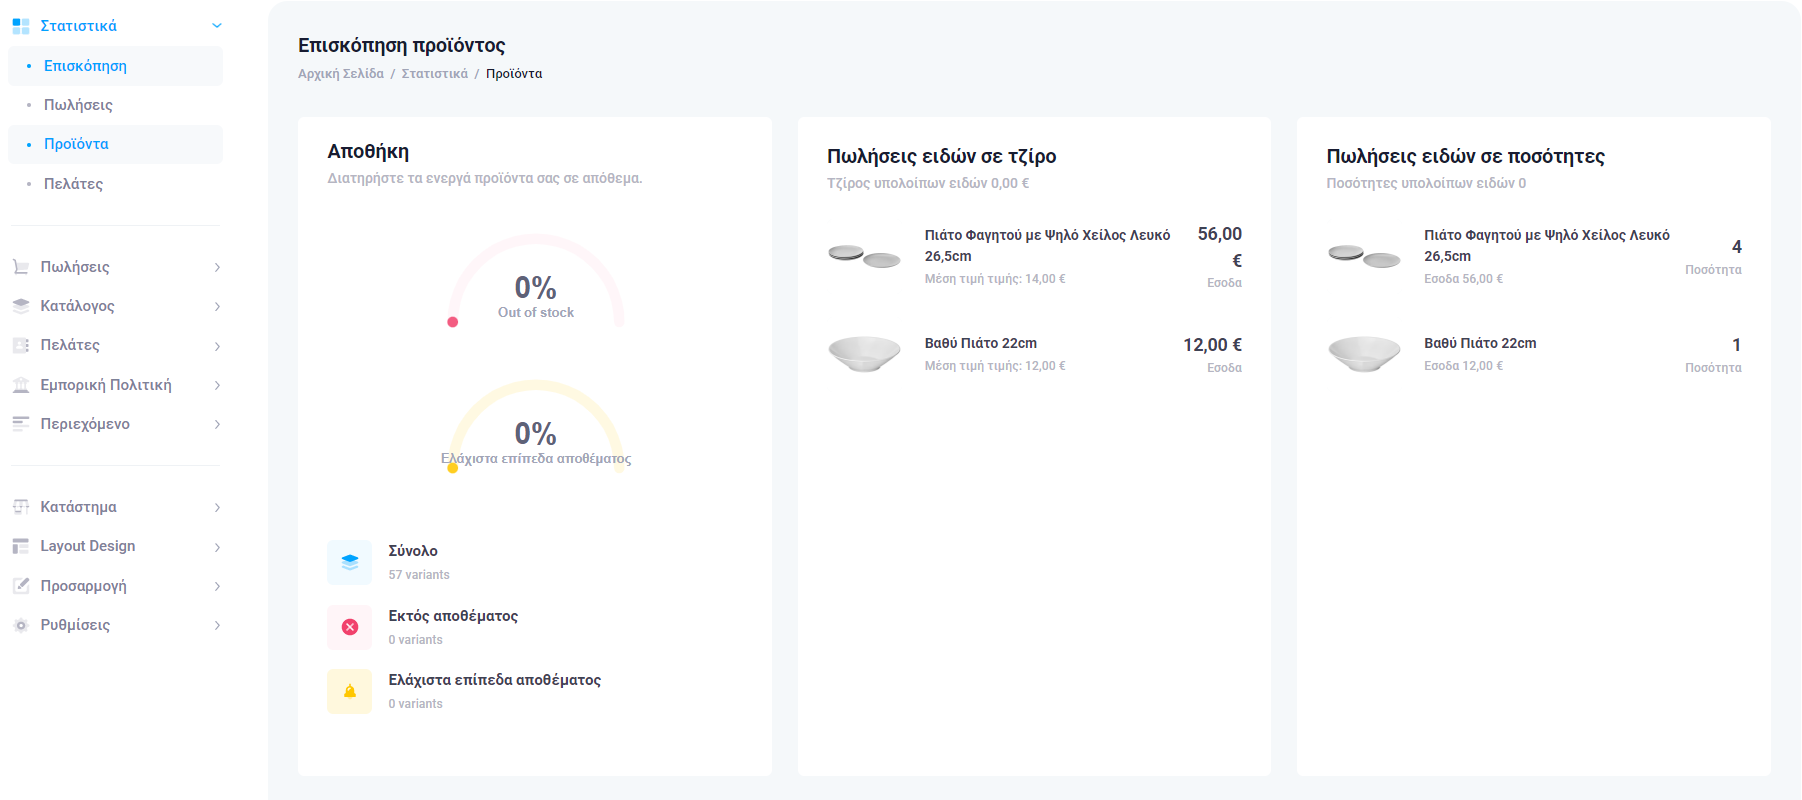 Στατιστικά
Επισκόπηση
Πωλήσεις
Προϊόντα
Πελάτες
Πωλήσεις
Κατάλογος
Πελάτες
Εμπορική Πολιτική
Περιεχόμενο
Κατάστημα
Layout Design
Προσαρμογή
Ρυθμίσεις
Επισκόπηση προϊόντος
Αρχική Σελίδα / Στατιστικά / Προϊόντα
Αποθήκη
Διατηρήστε τα ενεργά προϊόντα σας σε απόθεμα.
0%
Out of stock
0%
Ελάχιστα επίπεδα αποθέματος
Σύνολο
57 variants
Εκτός αποθέματος
0 variants
Ελάχιστα επίπεδα αποθέματος
0 variants
Πωλήσεις ειδών σε τζίρο
Τζίρος υπολοίπων ειδών 0,00 €
Πιάτο Φαγητού με Ψηλό Χείλος Λευκό
26,5cm
Μέση τιμή τιμής: 14,00 €
56,00
€
Εσοδα
Βαθύ Πιάτο 22cm
Μέση τιμή τιμής: 12,00 €
12,00 €
Εσοδα
Πωλήσεις ειδών σε ποσότητες
Ποσότητες υπολοίπων ειδών 0
Πιάτο Φαγητού με Ψηλό Χείλος Λευκό
26,5cm
Εσοδα 56,00 €
4
Ποσότητα
Βαθύ Πιάτο 22cm
Εσοδα 12,00 €
1
Ποσότητα